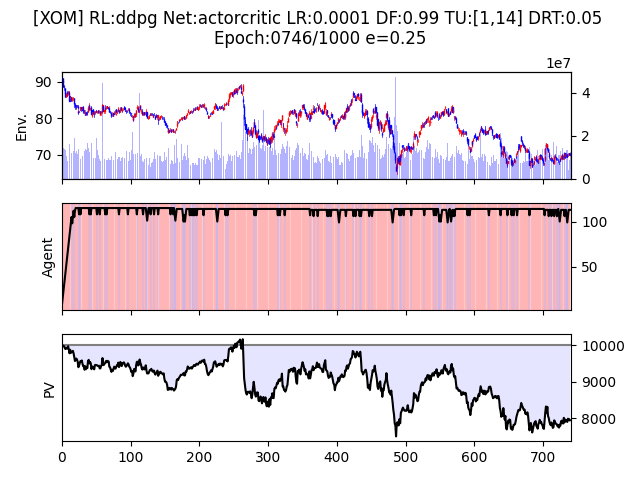 [XOM] RL:ddpg Net:actorcritic LR:0.0001 DF:0.99 TU:[1,14] DRT:0.05
Epoch:0746/1000 e=0.25
1e7
Env.
90
80
70
4
2
0
Agent
100
50
PV
10000
9000
8000
0 100 200 300 400 500 600 700